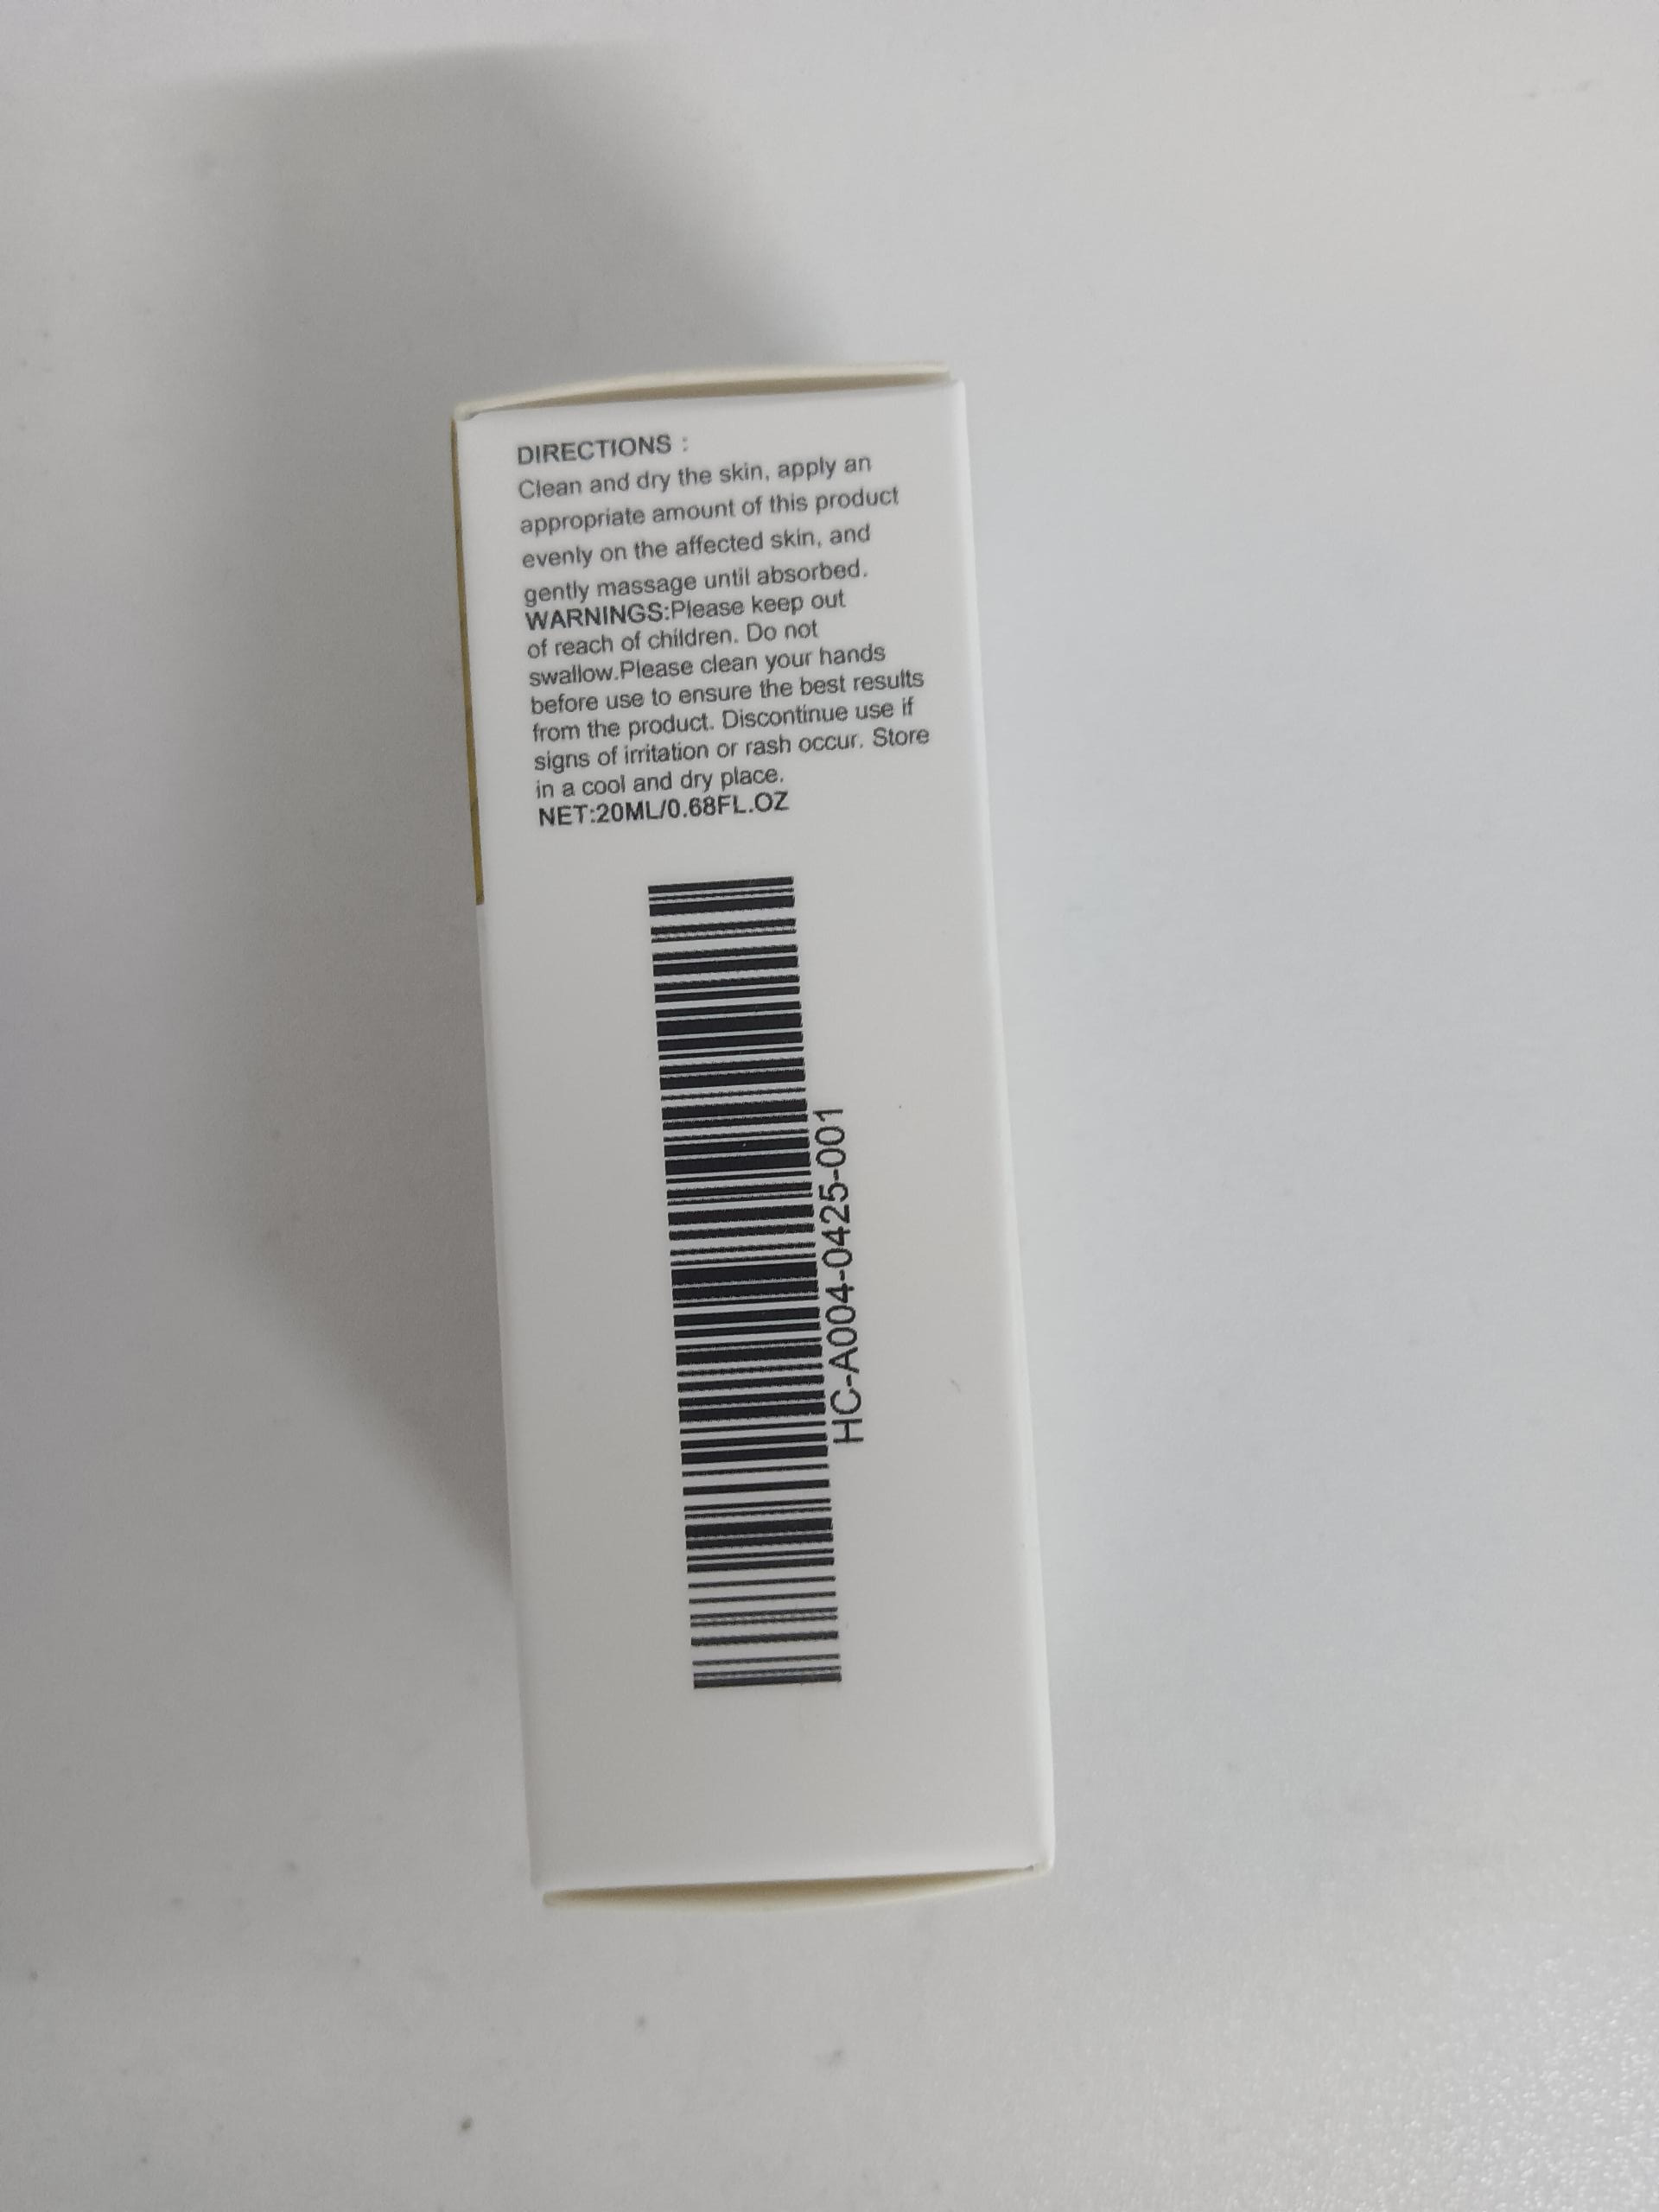 DIRECTIONS :
Clean and dry the skin, apply an
appropriate amount of this product
evenly on the affected skin, and
gently massage until absorbed.
WARNINGS:Please keep out
of reach of children. Do not
swallow.Please clean your hands
before use to ensure the best results
from the product. Discontinue use if
signs of irritation or rash occur. Store
in a cool and dry place.
NET:20ML/0.68FL.OZ
HC-A004-0425-001